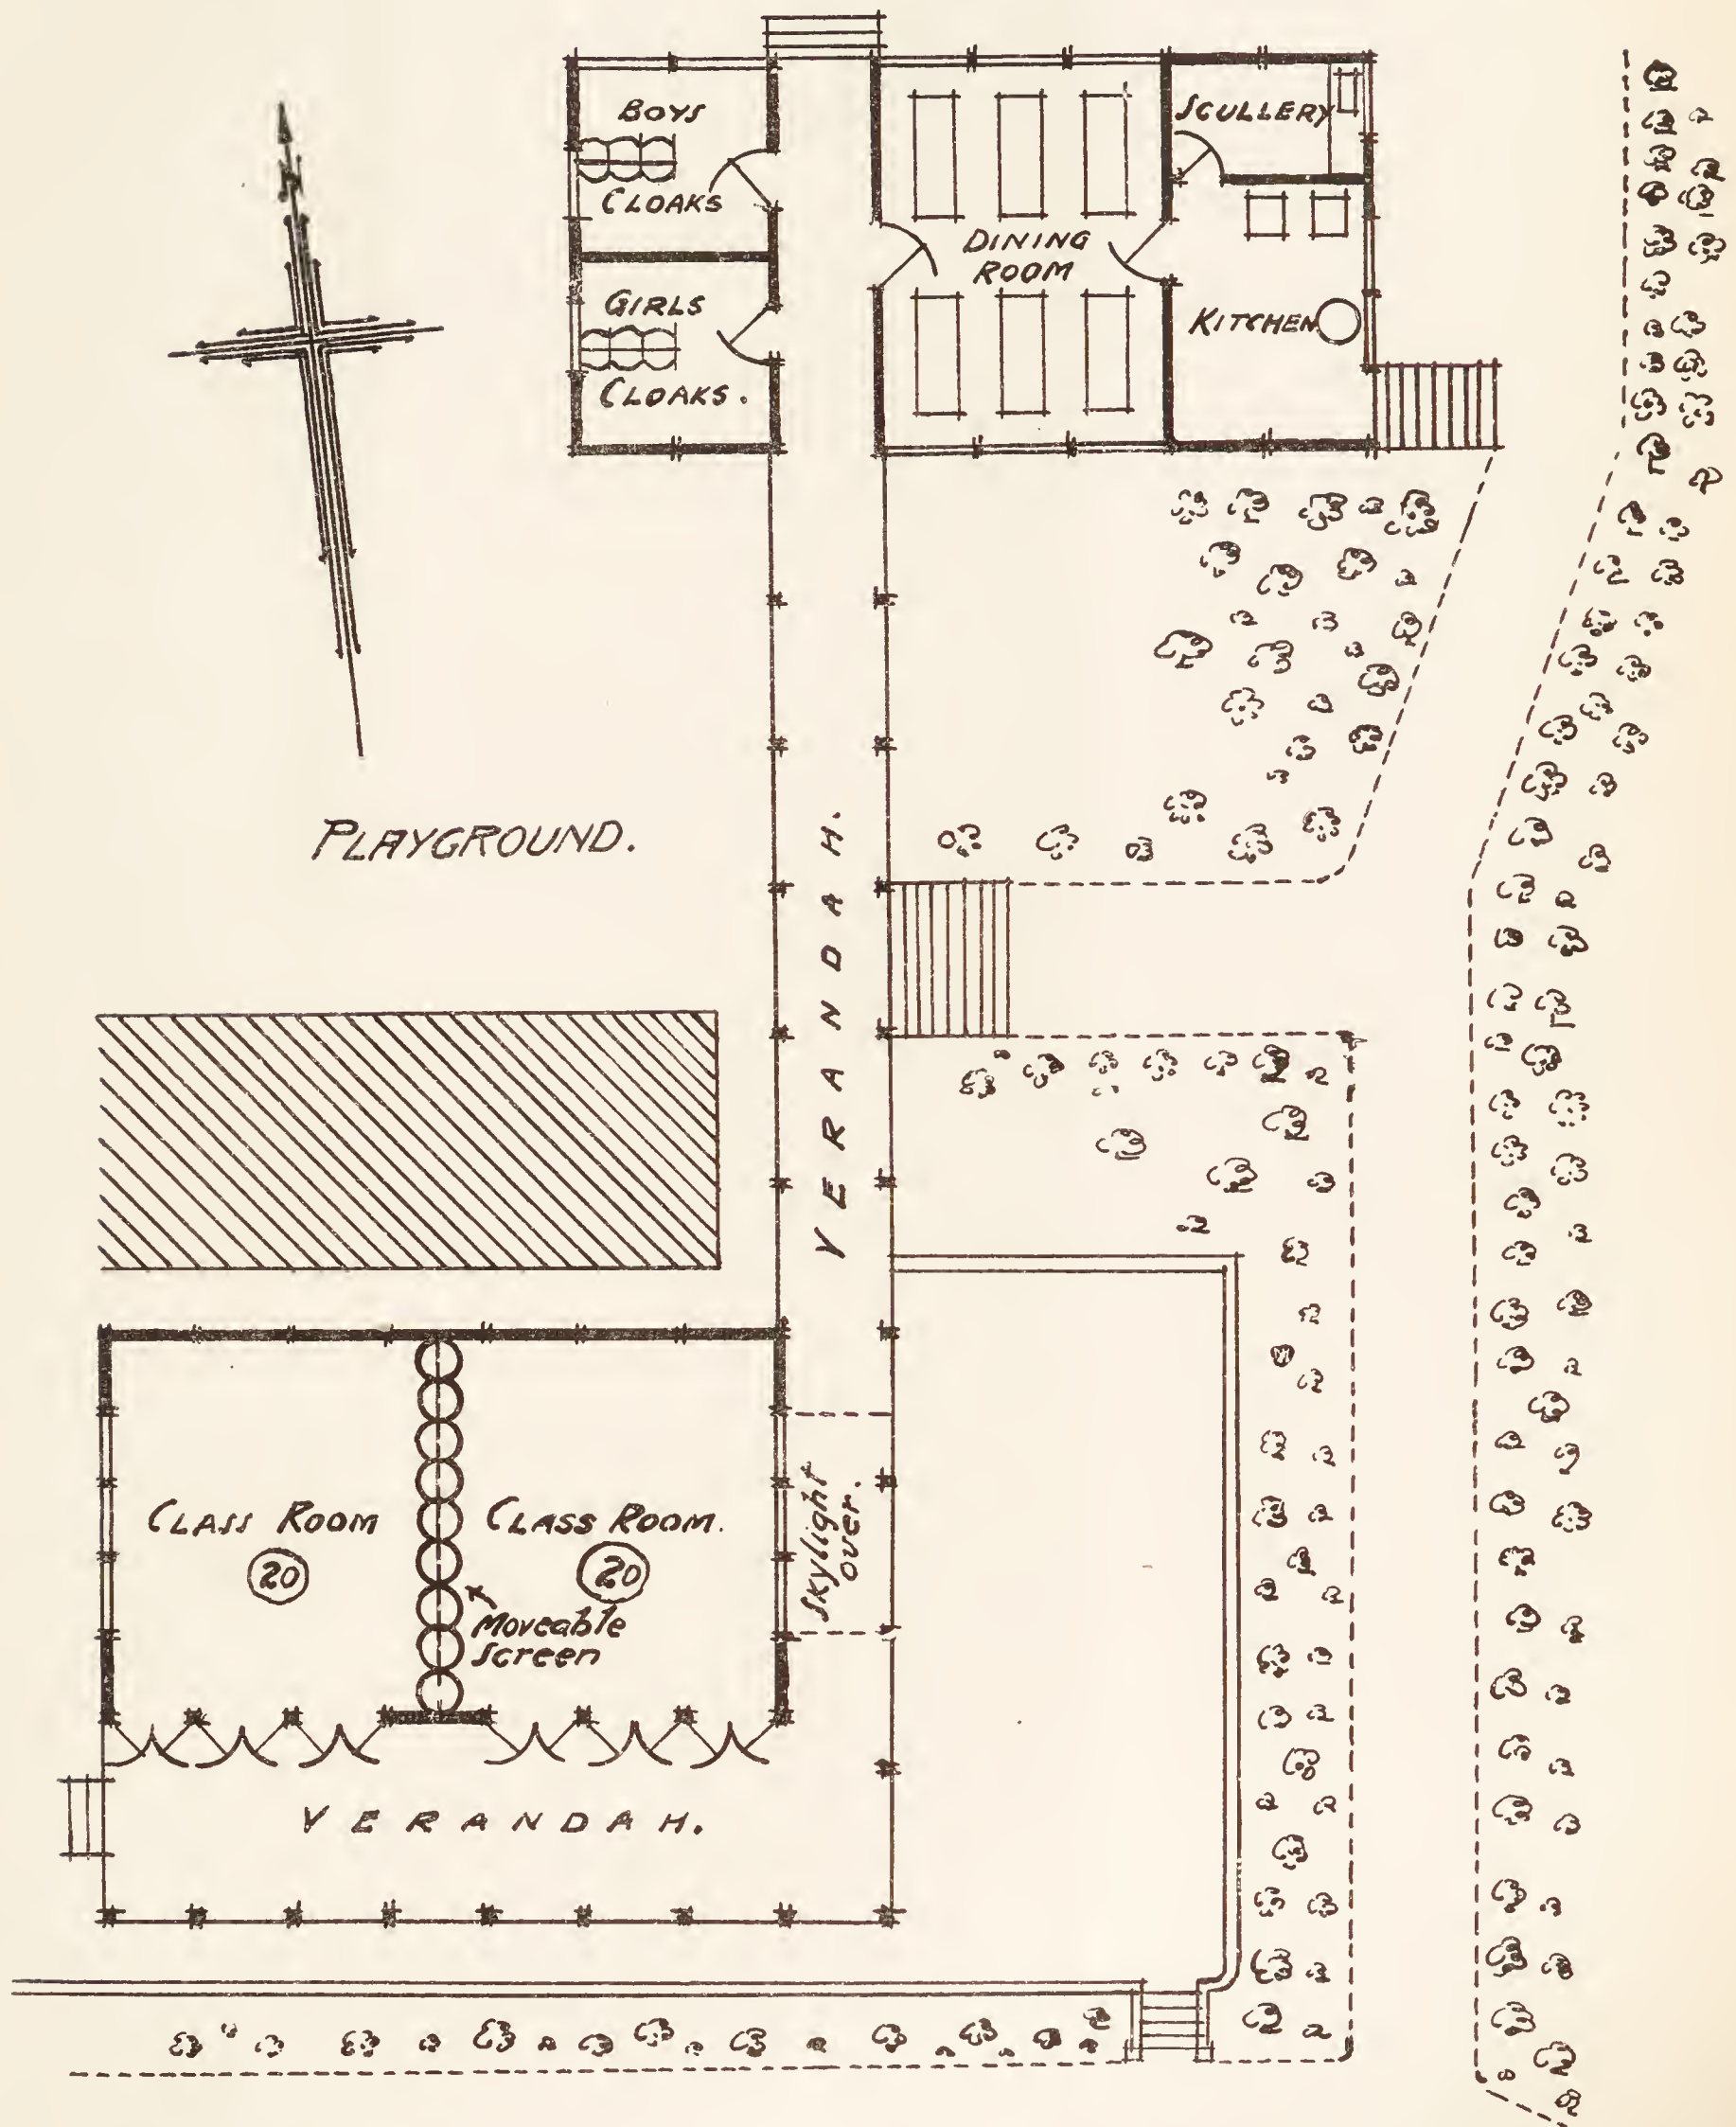 BOYS
CLOAKS
GIRLS
CLOAKS.
DINING
ROOM
SCULLERY
KITCHEN
N
PLAYGROUND.
VERANDAH.
CLASS ROOM
20
CLASS ROOM.
20
Moveable
Screen
Skylight
over.
VERANDAH.